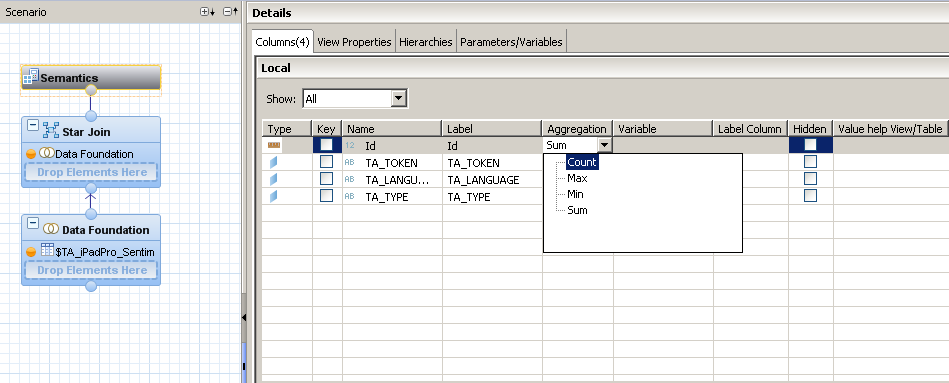 Scenario
Semantics
Star Join
Data Foundation
Drop Elements Here
Data Foundation
$TA_iPadPro_Sentim
Drop Elements Here
Details
Columns(4) View Properties Hierarchies Parameters/Variables
Local
Show: All
Type Key Name Label Aggregation Variable Label Column Hidden Value help View/Table
12 Id Id Sum
AB TA_TOKEN TA_TOKEN
AB TA_LANGU... TA_LANGUAGE
AB TA_TYPE TA_TYPE
Count
Max
Min
Sum